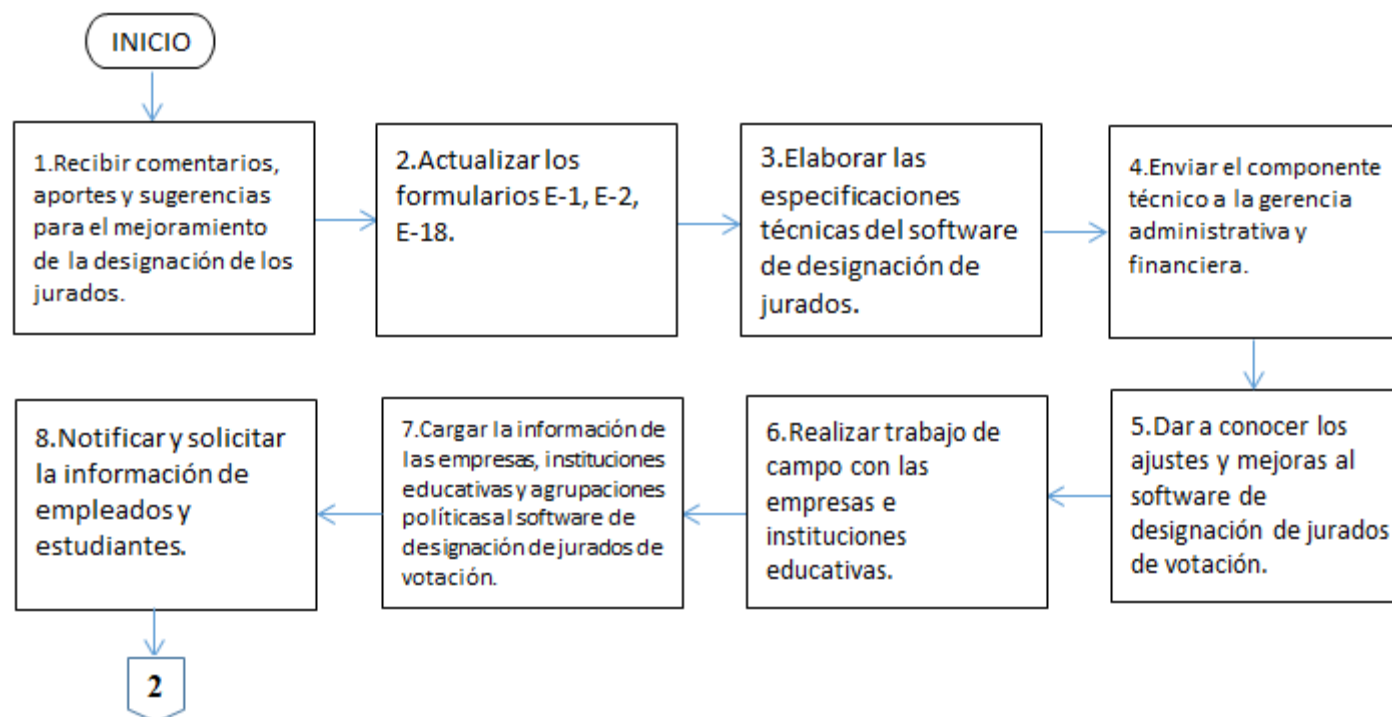 INICIO
1.Recibir comentarios,
aportes y sugerencias
para el mejoramiento
de la designación de los
jurados.
2.Actualizar los
formularios E-1, E-2,
E-18.
3.Elaborar las
especificaciones
técnicas del software
de designación de
jurados.
4.Enviar el componente
técnico a la gerencia
administrativa y
financiera.
5.Dar a conocer los
ajustes y mejoras al
software de
designación de jurados
de votación.
6.Realizar trabajo de
campo con las
empresas e
instituciones
educativas.
7.Cargar la información de
las empresas, instituciones
educativas y agrupaciones
políticas al software de
designación de jurados de
votación.
8.Notificar y solicitar
la información de
empleados y
estudiantes.
2